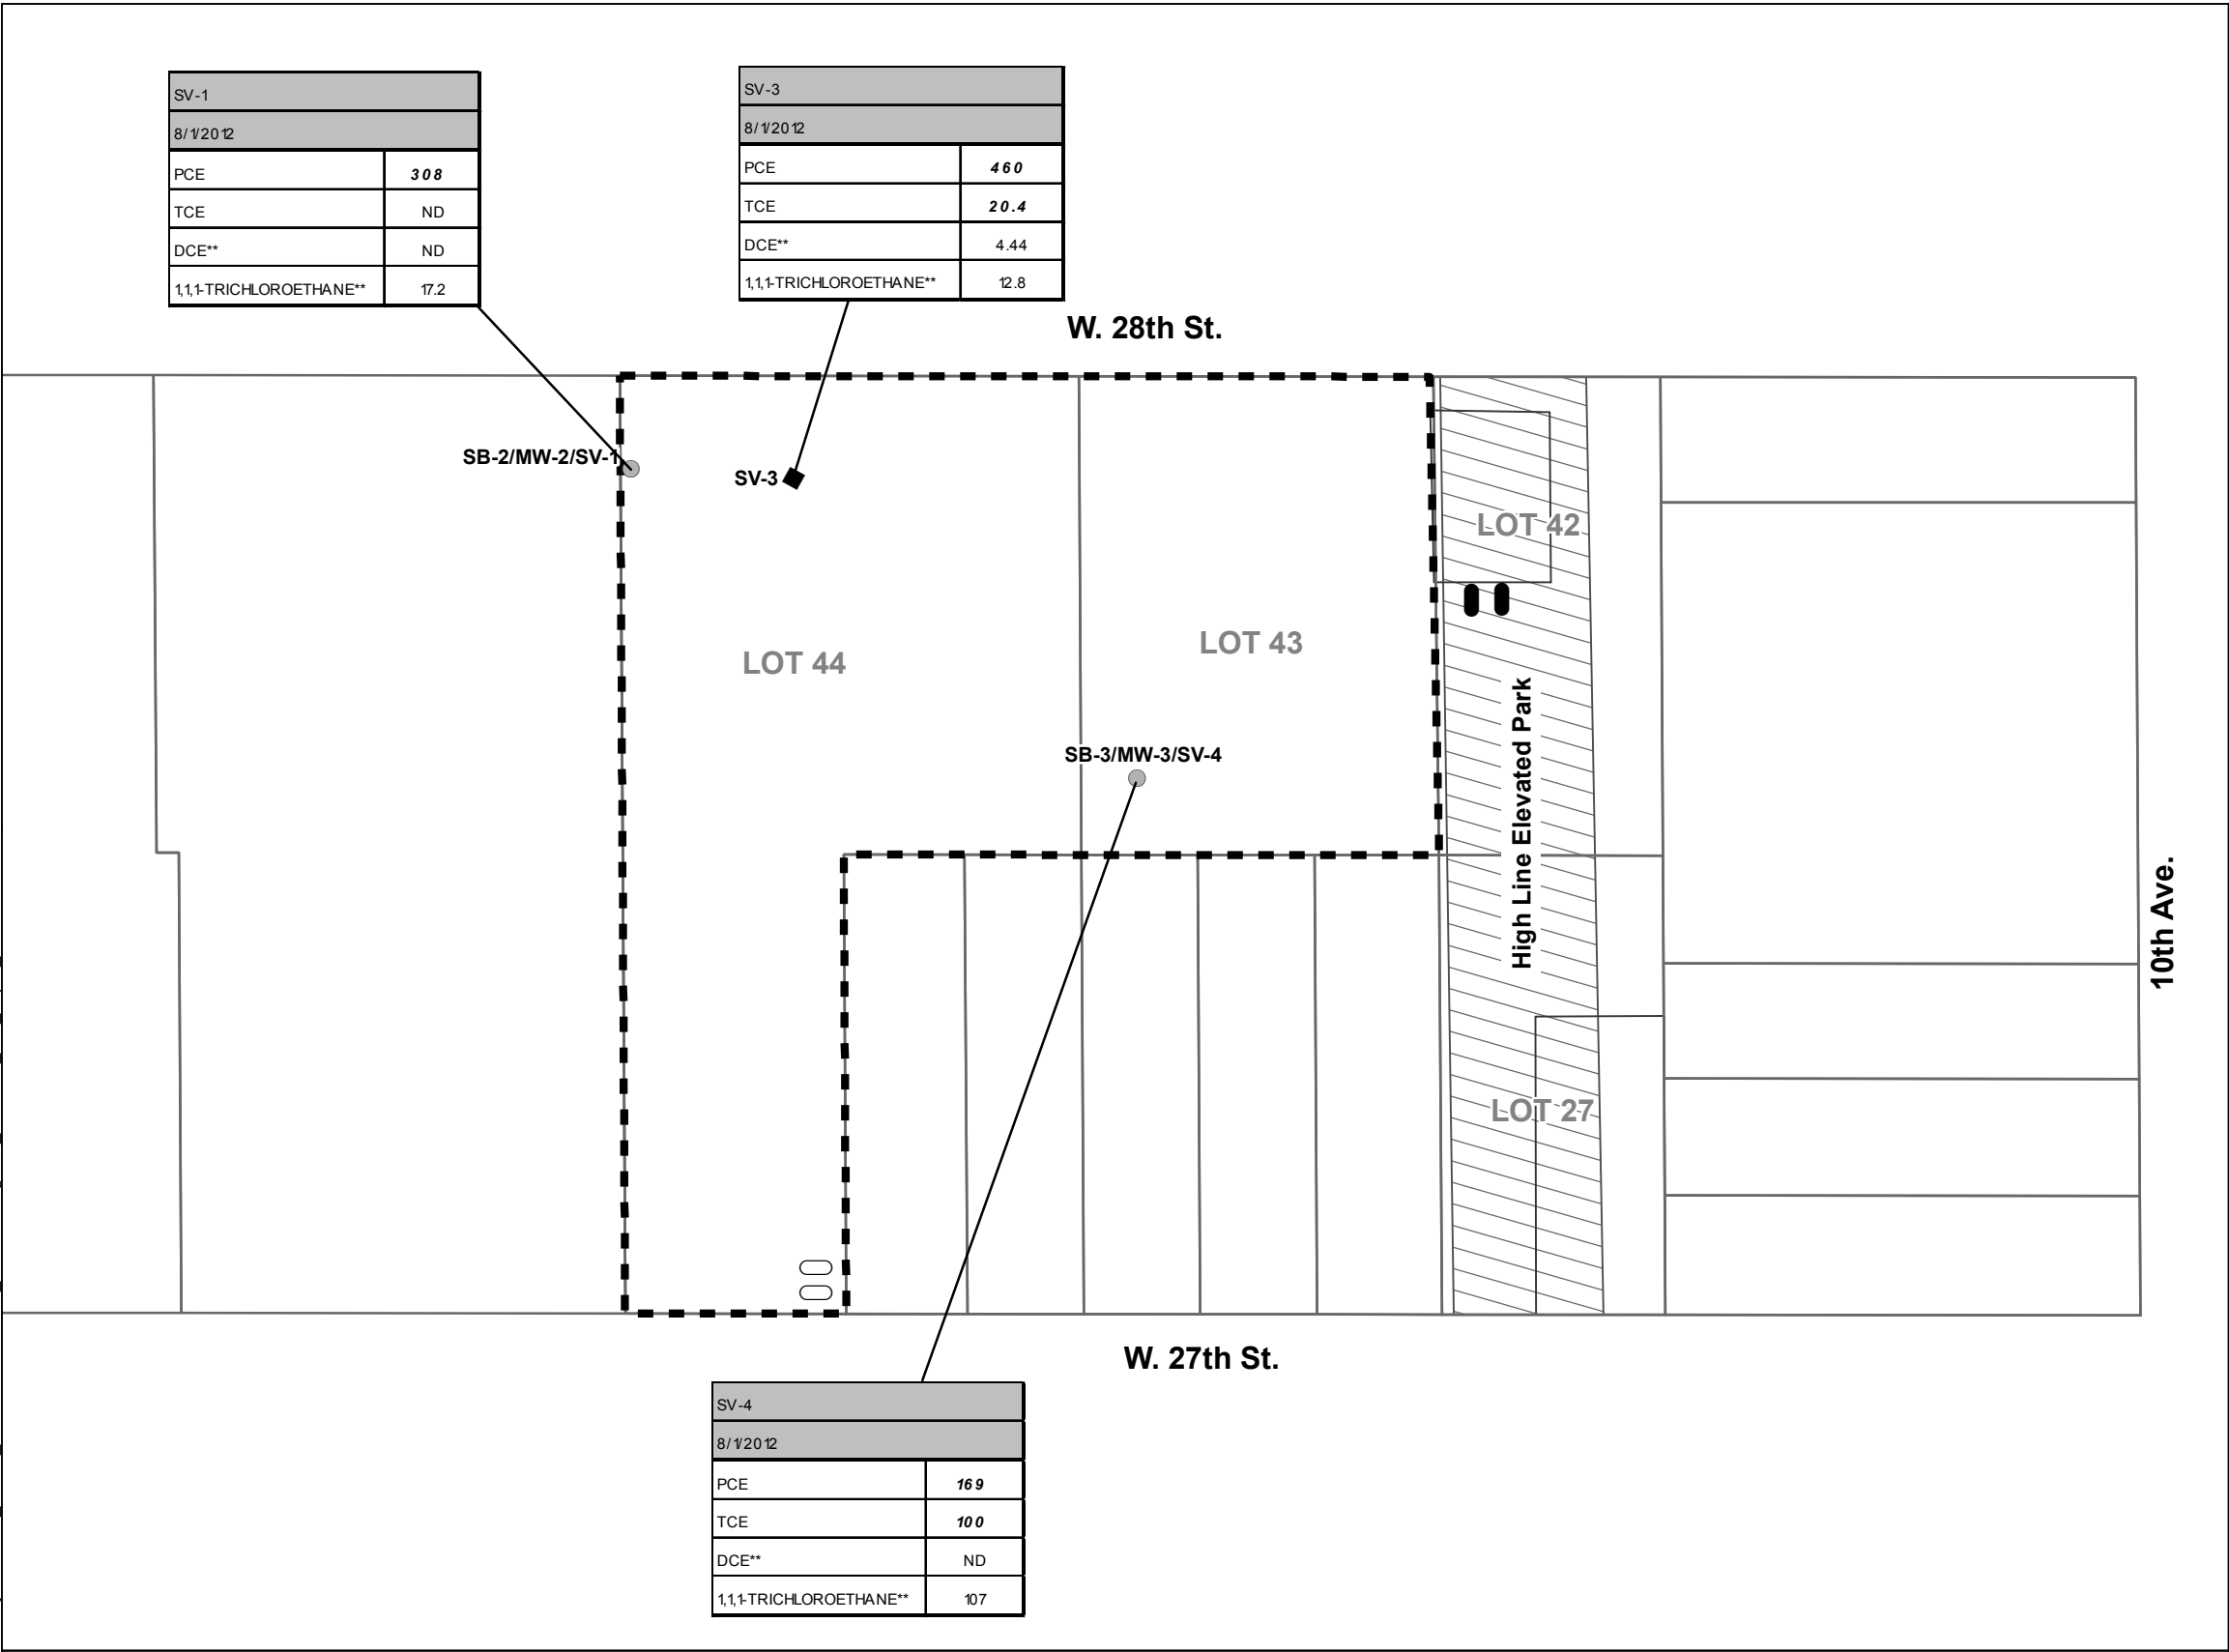 SV-1
8/1/2012
PCE 308
TCE ND
DCE** ND
1,1,1-TRICHLOROETHANE** 17.2
SV-3
8/1/2012
PCE 460
TCE 20.4
DCE** 4.44
1,1,1-TRICHLOROETHANE** 12.8
W. 28th St.
SB-2/MW-2/SV-1
SV-3
LOT 42
LOT 44
LOT 43
SB-3/MW-3/SV-4
High Line Elevated Park
10th Ave.
LOT 27
W. 27th St.
SV-4
8/1/2012
PCE 169
TCE 100
DCE** ND
1,1,1-TRICHLOROETHANE** 107